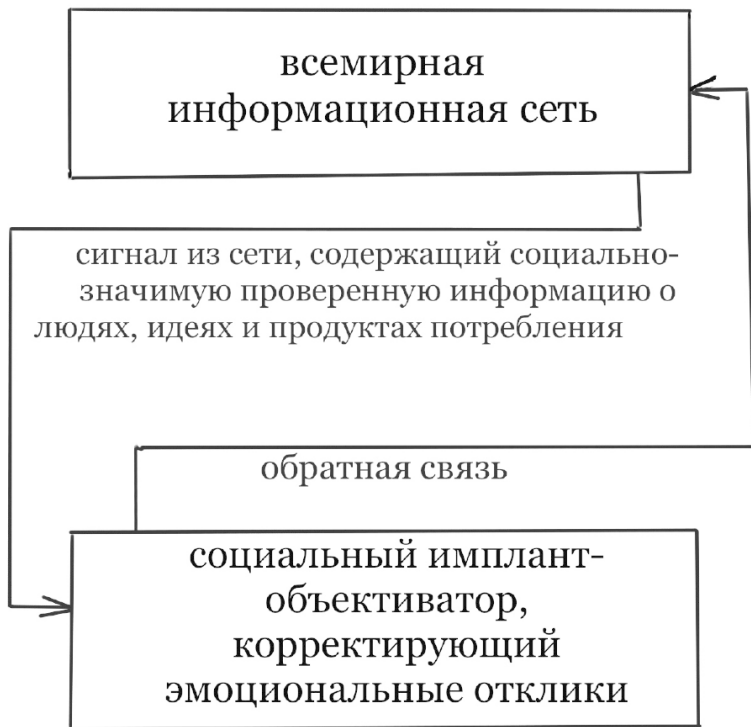 всемирная
информационная сеть
сигнал из сети, содержащий социально-
значимую проверенную информацию о
людях, идеях и продуктах потребления
обратная связь
социальный имплант-
объективатор,
корректирующий
эмоциональные отклики